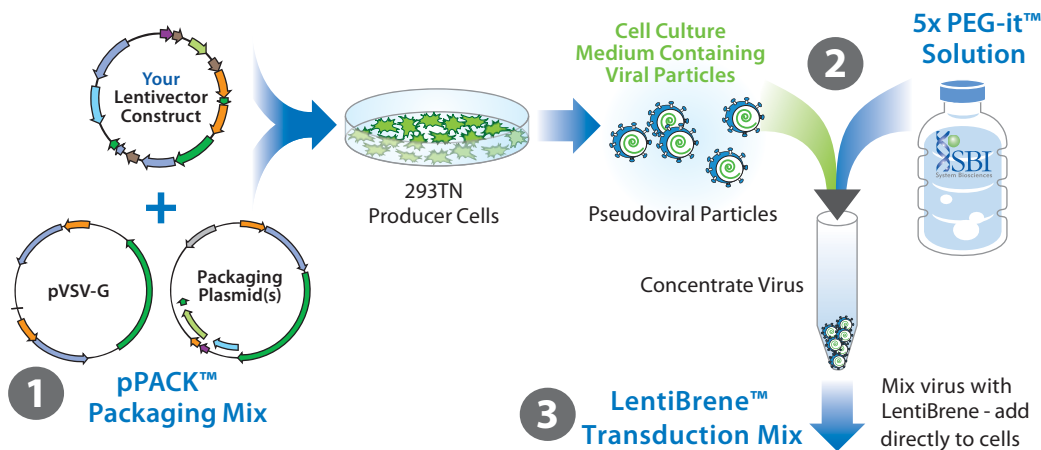 Your
Lentivector
Construct
+
pVSV-G
Packaging
Plasmid(s)
1
pPACK™
Packaging Mix
293TN
Producer Cells
Cell Culture
Medium Containing
Viral Particles
Pseudoviral Particles
2
5x PEG-it™
Solution
SBI
System Biosciences
Concentrate Virus
3
LentiBrene™
Transduction Mix
Mix virus with
LentiBrene - add
directly to cells